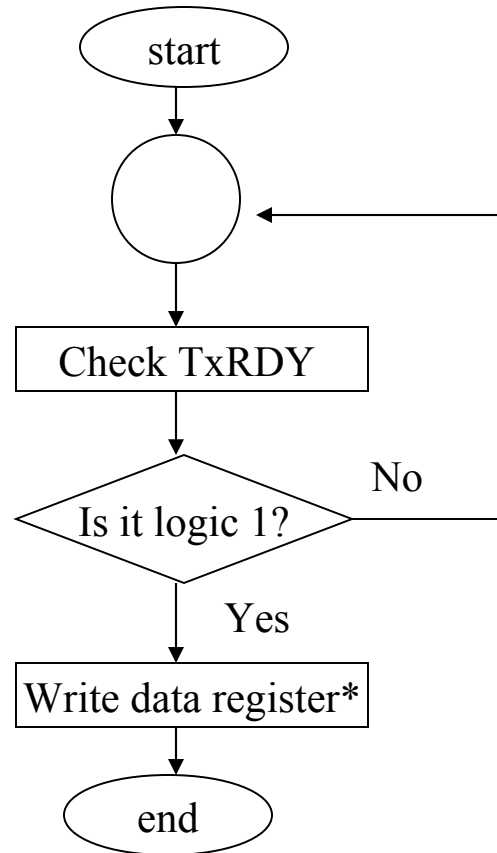 start
Check TxRDY
Is it logic 1?
No
Yes
Write data register*
end